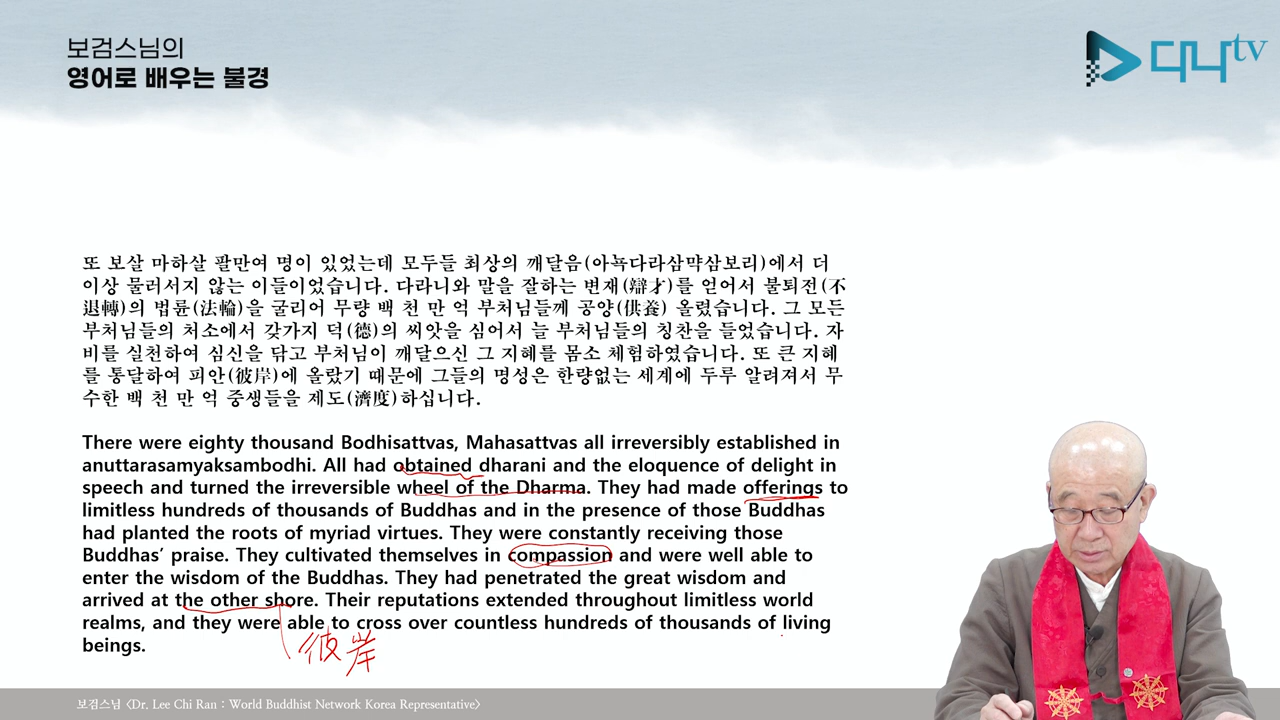 보검스님의
영어로 배우는 불경
다나tv
또 보살 마하살 팔만여 명이 있었는데 모두들 최상의 깨달음(아뇩다라삼먁삼보리)에서 더
이상 물러서지 않는 이들이었습니다. 다라니와 말을 잘하는 변재(辯才)를 얻어서 불퇴전(不
退轉)의 법륜(法輪)을 굴리어 무량 백 천 만 억 부처님들께 공양(供養) 올렸습니다. 그 모든
부처님들의 처소에서 갖가지 덕(德)의 씨앗을 심어서 늘 부처님들의 칭찬을 들었습니다. 자
비를 실천하여 심신을 닦고 부처님이 깨달으신 그 지혜를 몸소 체험하였습니다. 또 큰 지혜
를 통달하여 피안(彼岸)에 올랐기 때문에 그들의 명성은 한량없는 세계에 두루 알려져서 무
수한 백 천 만 억 중생들을 제도(濟度)하십니다.
There were eighty thousand Bodhisattvas, Mahasattvas all irreversibly established in
anuttarasamyaksambodhi. All had obtained dharani and the eloquence of delight in
speech and turned the irreversible wheel of the Dharma. They had made offerings to
limitless hundreds of thousands of Buddhas and in the presence of those Buddhas
had planted the roots of myriad virtues. They were constantly receiving those
Buddhas’ praise. They cultivated themselves in compassion and were well able to
enter the wisdom of the Buddhas. They had penetrated the great wisdom and
arrived at the other shore. Their reputations extended throughout limitless world
realms, and they were able to cross over countless hundreds of thousands of living
beings.
彼岸
보검스님 <Dr. Lee Chi Ran : World Buddhist Network Korea Representative>